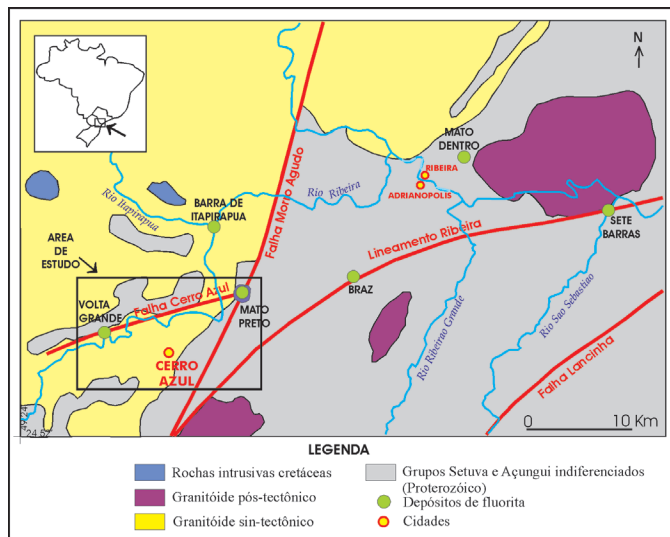 N
MATO
DENTRO
RIBEIRA
ADRIANOPOLIS
Rio Ribeira
Rio Itapirapua
BARRA DE
ITAPIRAPUA
Falha Morro Agudo
Lineamento Ribeira
SETE
BARRAS
AREA
DE
ESTUDO
Falha Cerro Azul
VOLTA
GRANDE
MATO
PRETO
BRAZ
CERRO
AZUL
Rio Ribeirao Grande
Rio Sao Sebastiao
Falha Lancinha
0 10 Km
LEGENDA
Rochas intrusivas cretáceas
Granitóide pós-tectônico
Granitóide sin-tectônico
Grupos Setuva e Açungui indiferenciados
(Proterozóico)
Depósitos de fluorita
Cidades